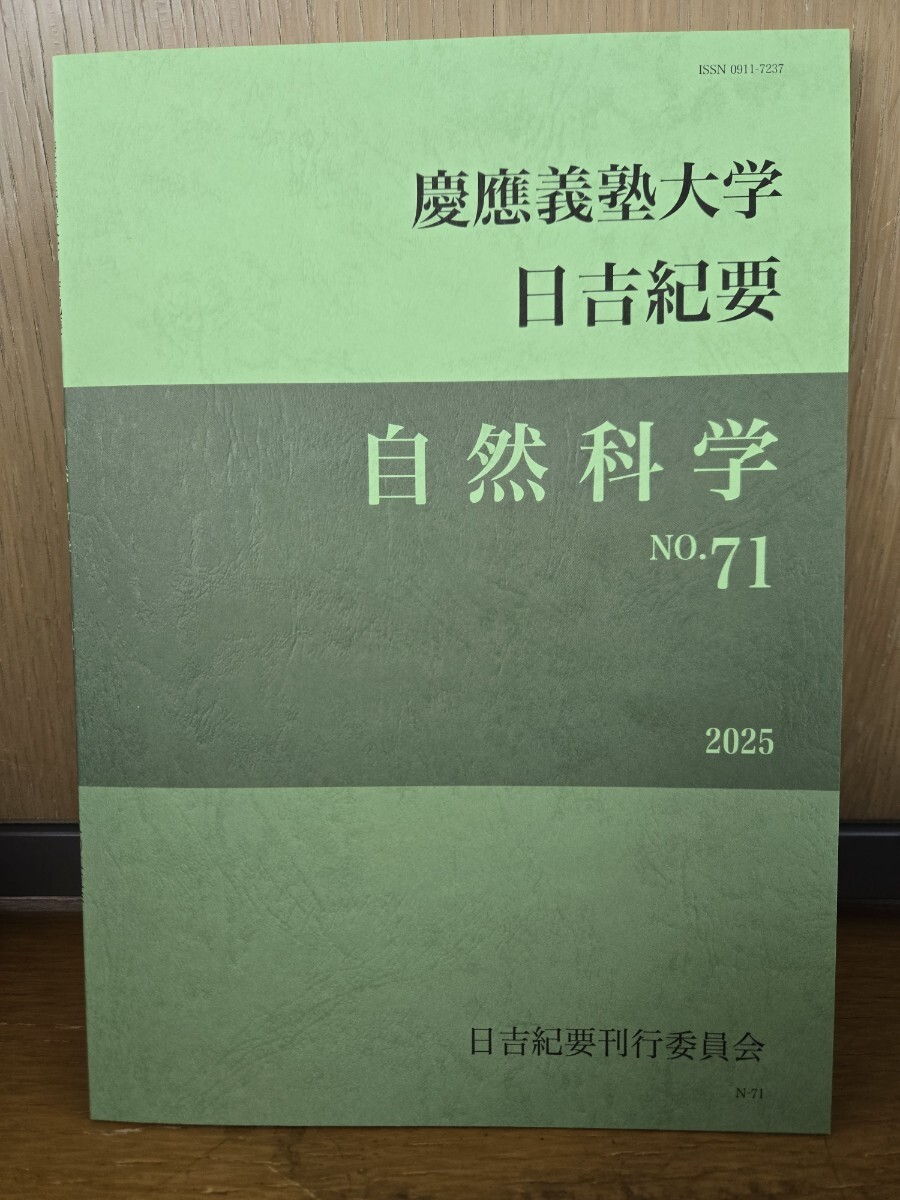 ISSN 0911-7237
慶應義塾大学
日吉紀要
自然科学
NO.71
2025
日吉紀要刊行委員会
N-71